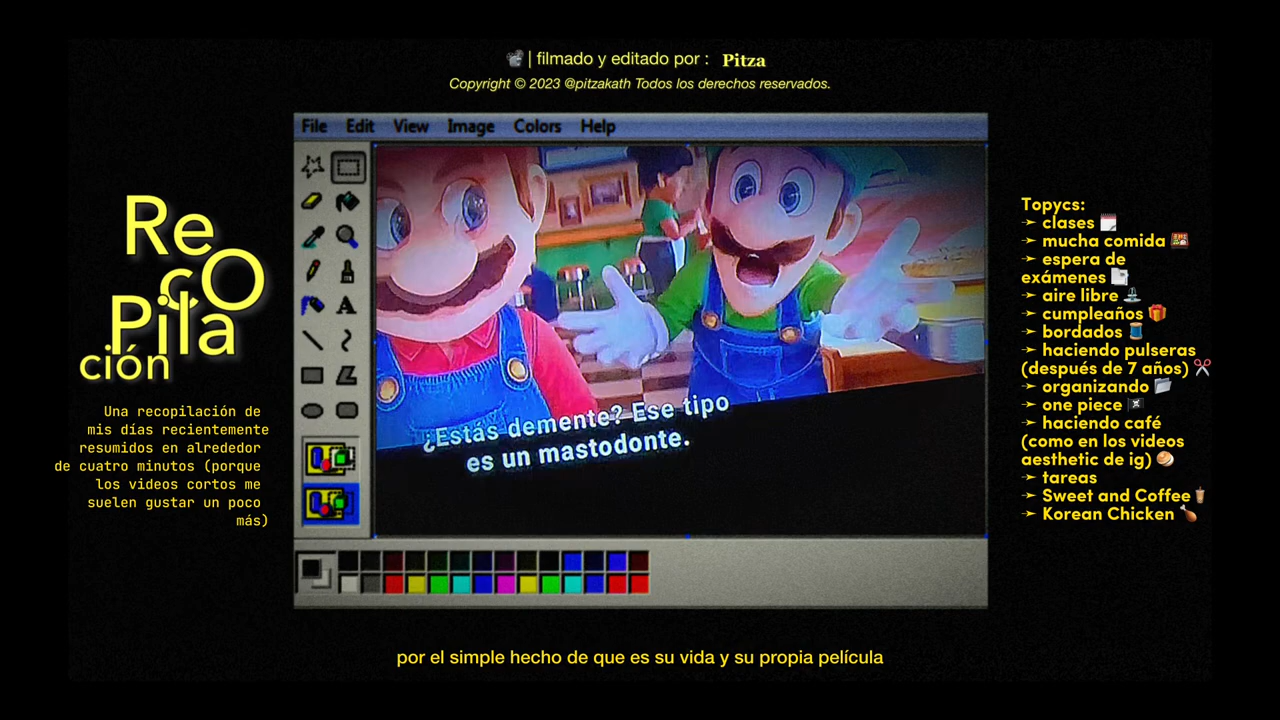 📽 | filmado y editado por : Pitza
Copyright © 2023 @pitzakath Todos los derechos reservados.
File Edit View Image Colors Help
A
¿Estás demente? Ese tipo
es un mastodonte.
Re
cO
Pila
ción
Una recopilación de
mis días recientemente
resumidos en alrededor
de cuatro minutos (porque
los videos cortos me
suelen gustar un poco
más)
Topycs:
➛ clases
➛ mucha comida
➛ espera de
exámenes
➛ aire libre
➛ cumpleaños
➛ bordados
➛ haciendo pulseras
(después de 7 años)
➛ organizando
➛ one piece
➛ haciendo café
(como en los videos
aesthetic de ig)
➛ tareas
➛ Sweet and Coffee
➛ Korean Chicken
por el simple hecho de que es su vida y su propia película